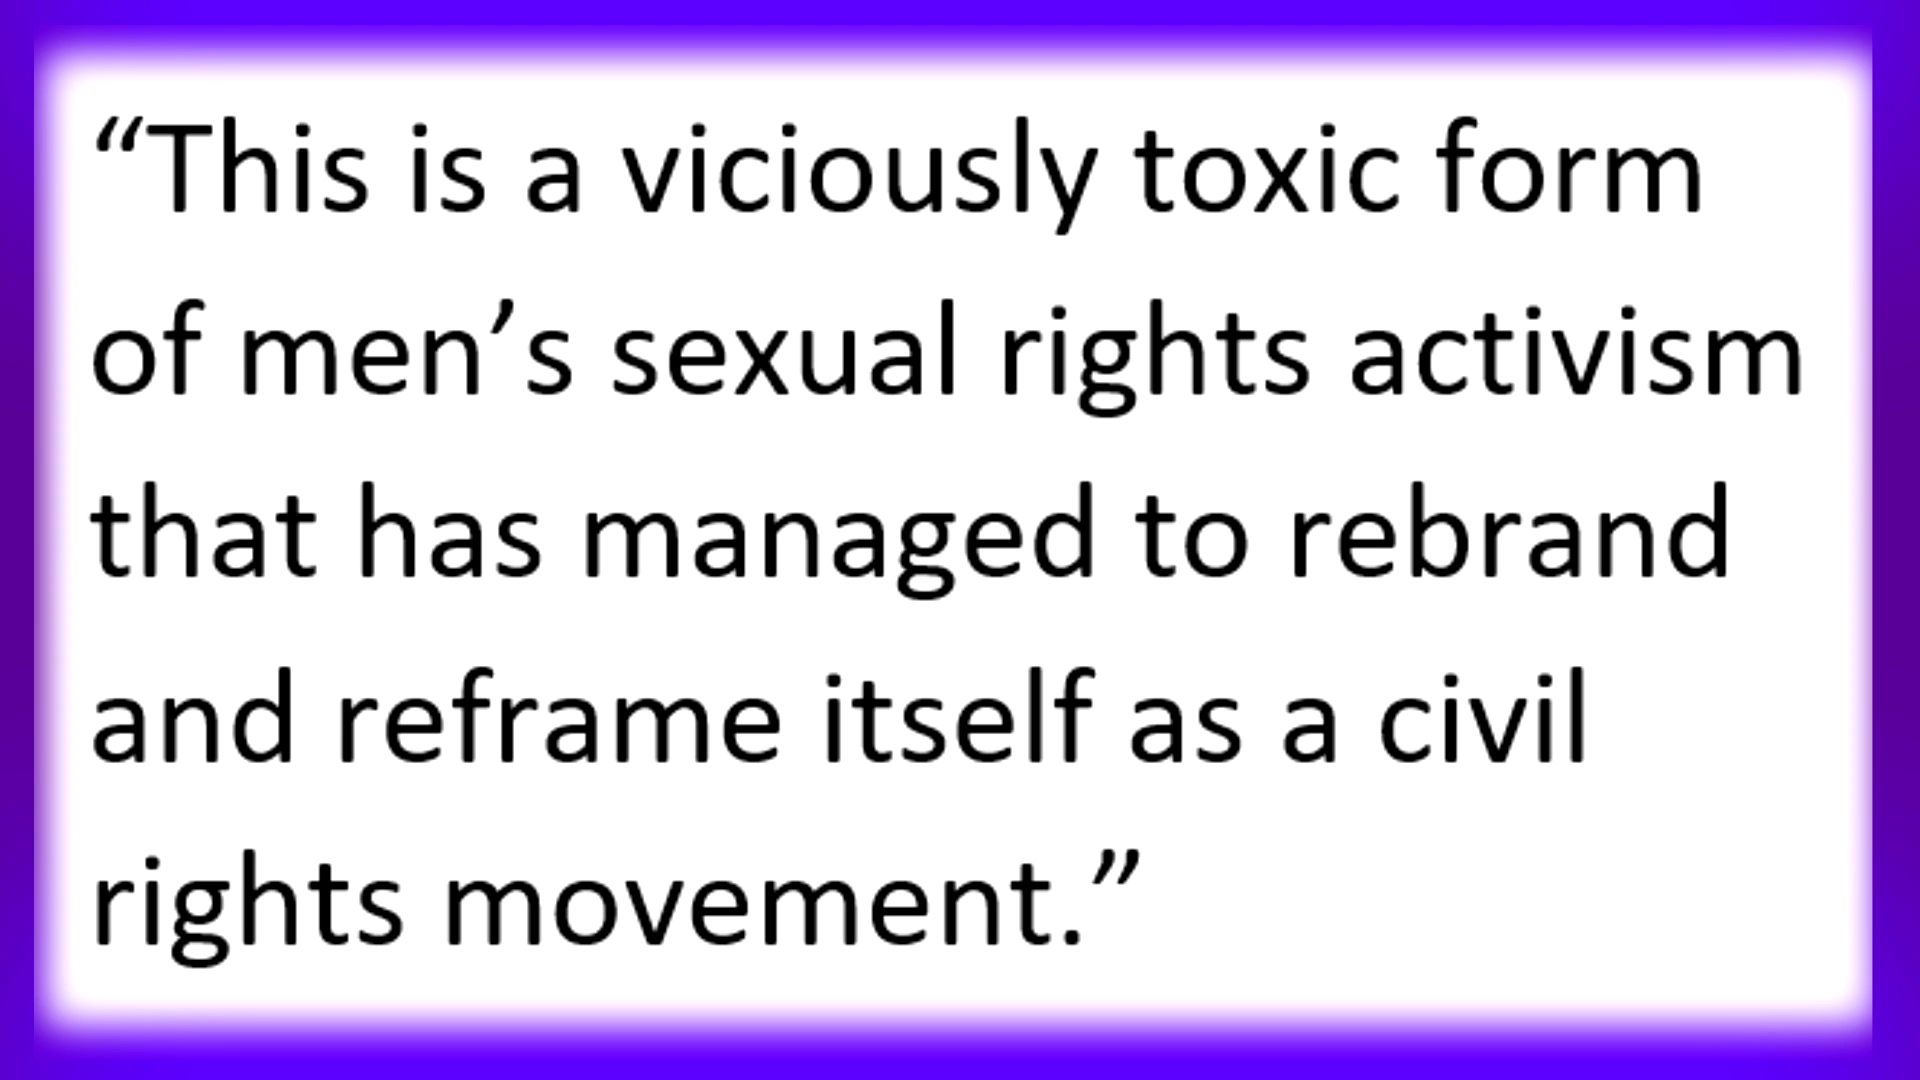 “This is a viciously toxic form
of men’s sexual rights activism
that has managed to rebrand
and reframe itself as a civil
rights movement.”